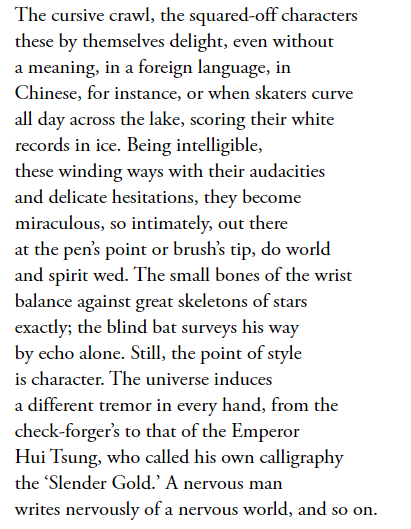 The cursive crawl, the squared-off characters
these by themselves delight, even without
a meaning, in a foreign language, in
Chinese, for instance, or when skaters curve
all day across the lake, scoring their white
records in ice. Being intelligible,
these winding ways with their audacities
and delicate hesitations, they become
miraculous, so intimately, out there
at the pen’s point or brush’s tip, do world
and spirit wed. The small bones of the wrist
balance against great skeletons of stars
exactly; the blind bat surveys his way
by echo alone. Still, the point of style
is character. The universe induces
a different tremor in every hand, from the
check-forger’s to that of the Emperor
Hui Tsung, who called his own calligraphy
the ‘Slender Gold.’ A nervous man
writes nervously of a nervous world, and so on.